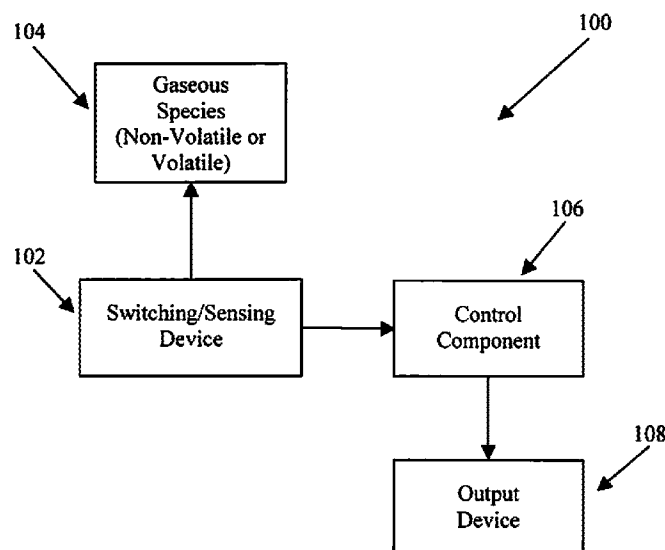 104
100
Gaseous
Species
(Non-Volatile or
Volatile)
106
102
Switching/Sensing
Device
Control
Component
108
Output
Device